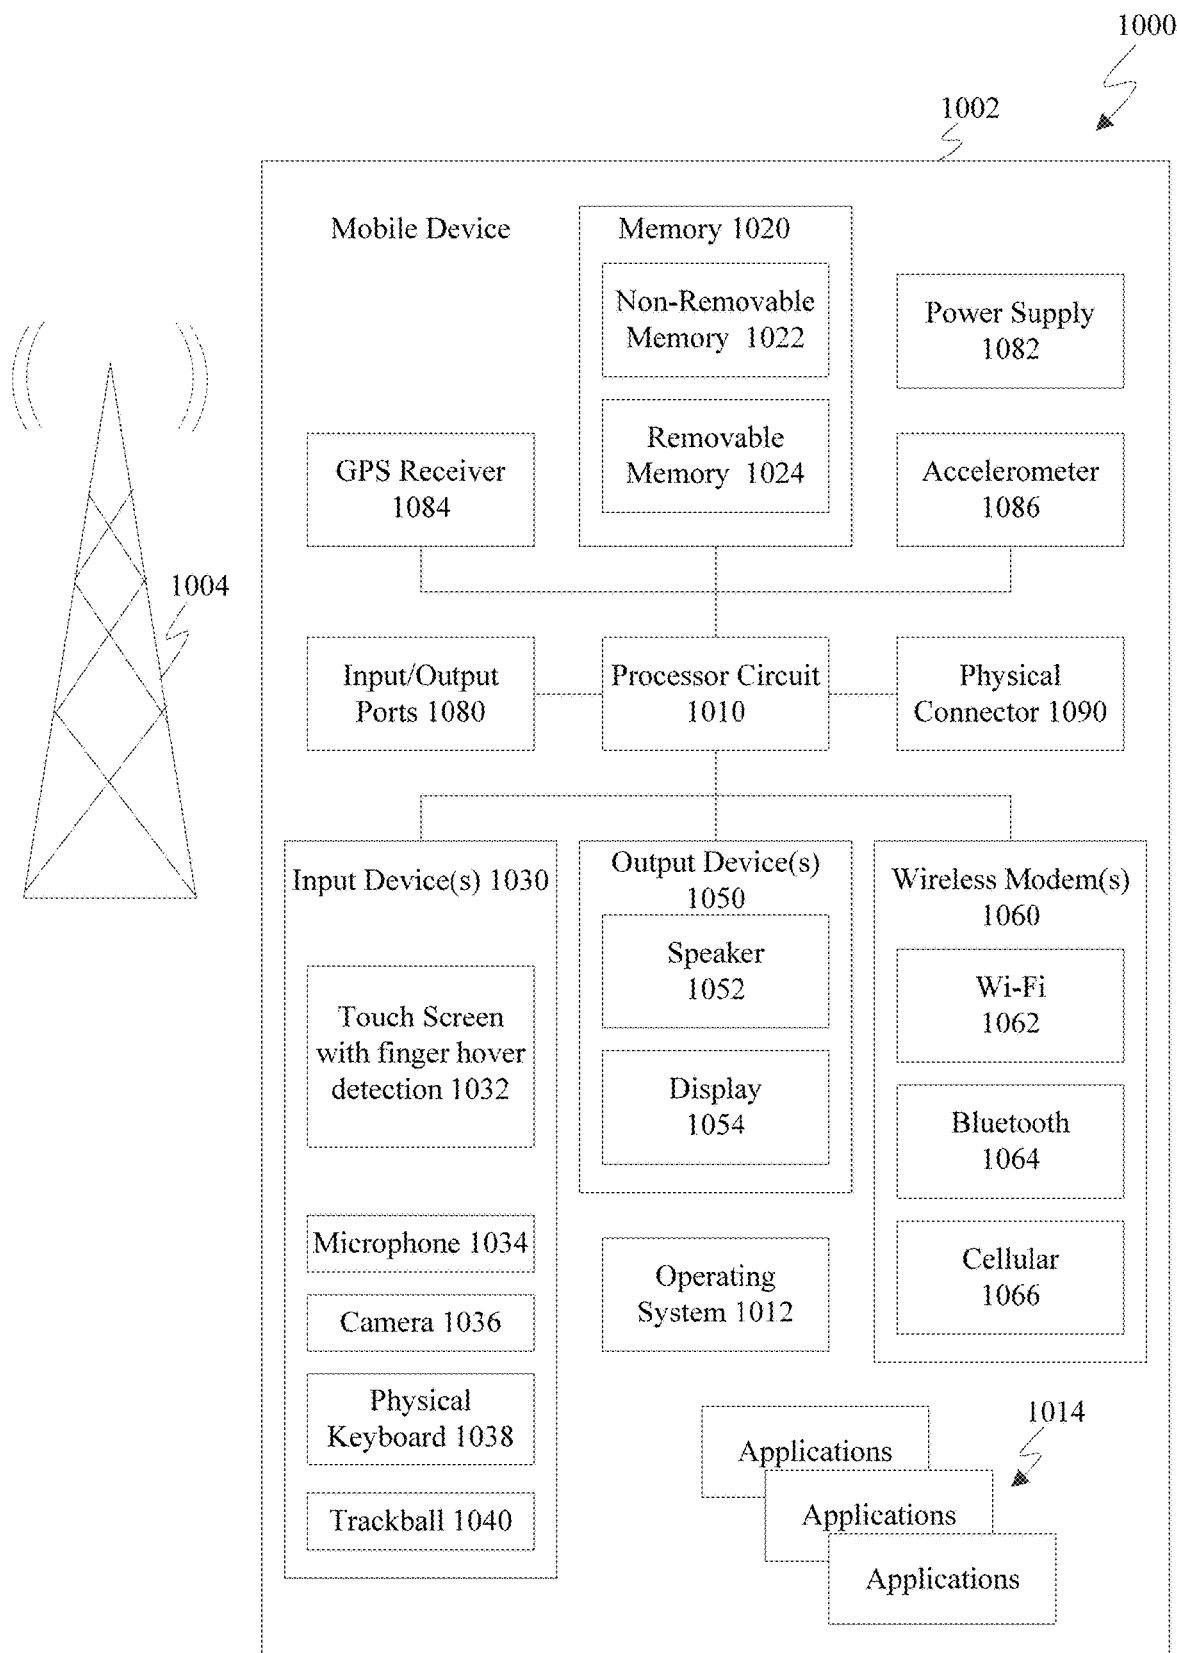 1000
1002
Mobile Device
Memory 1020
Non-Removable
Memory 1022
Power Supply
1082
Removable
Memory 1024
GPS Receiver
1084
Accelerometer
1086
1004
Input/Output
Ports 1080
Processor Circuit
1010
Physical
Connector 1090
Input Device(s) 1030
Touch Screen
with finger hover
detection 1032
Microphone 1034
Camera 1036
Physical
Keyboard 1038
Trackball 1040
Output Device(s)
1050
Speaker
1052
Display
1054
Operating
System 1012
Wireless Modem(s)
1060
Wi-Fi
1062
Bluetooth
1064
Cellular
1066
1014
Applications
Applications
Applications